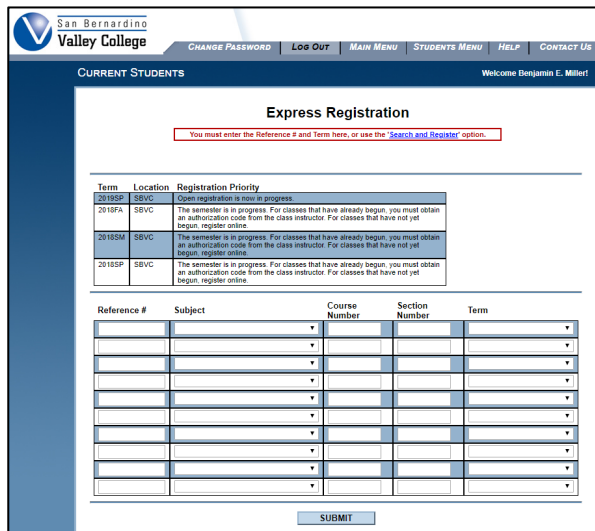 San Bernardino
Valley College
CHANGE PASSWORD LOG OUT MAIN MENU STUDENTS MENU HELP CONTACT US
CURRENT STUDENTS Welcome Benjamin E. Miller!
Express Registration
You must enter the Reference # and Term here, or use the 'Search and Register' option.
Term Location Registration Priority
2019SP SBVC Open registration is now in progress.
2018FA SBVC The semester is in progress. For classes that have already begun, you must obtain
an authorization code from the class instructor. For classes that have not yet
begun, register online.
2018SM SBVC The semester is in progress. For classes that have already begun, you must obtain
an authorization code from the class instructor. For classes that have not yet
begun, register online.
2018SP SBVC The semester is in progress. For classes that have already begun, you must obtain
an authorization code from the class instructor. For classes that have not yet
begun, register online.
Reference # Subject Course Number Section Number Term
SUBMIT